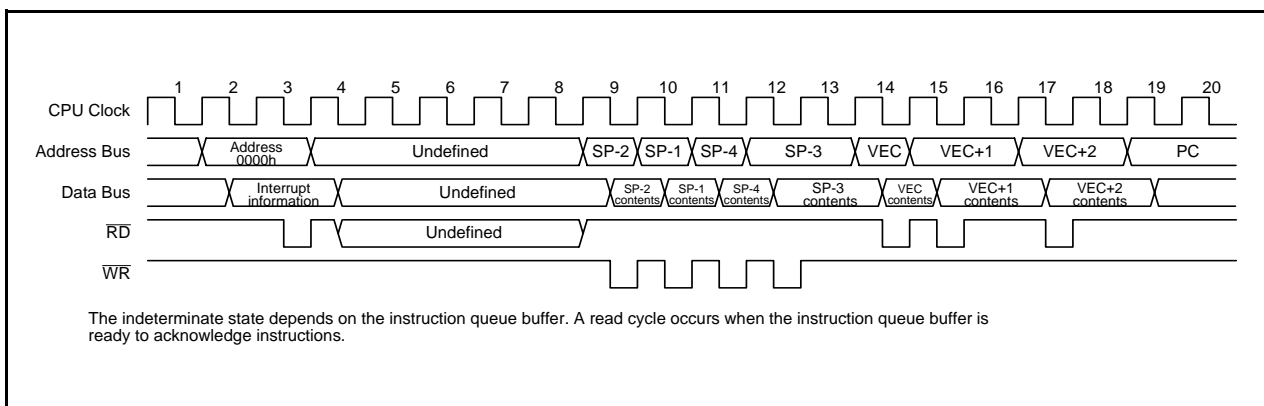 1 2 3 4 5 6 7 8 9 10 11 12 13 14 15 16 17 18 19 20
CPU Clock
Address Bus Address 0000h Undefined SP-2 SP-1 SP-4 SP-3 VEC VEC+1 VEC+2 PC
Data Bus Interrupt information Undefined SP-2 contents SP-1 contents SP-4 contents SP-3 contents VEC contents VEC+1 contents VEC+2 contents
RD Undefined
WR
The indeterminate state depends on the instruction queue buffer. A read cycle occurs when the instruction queue buffer is
ready to acknowledge instructions.